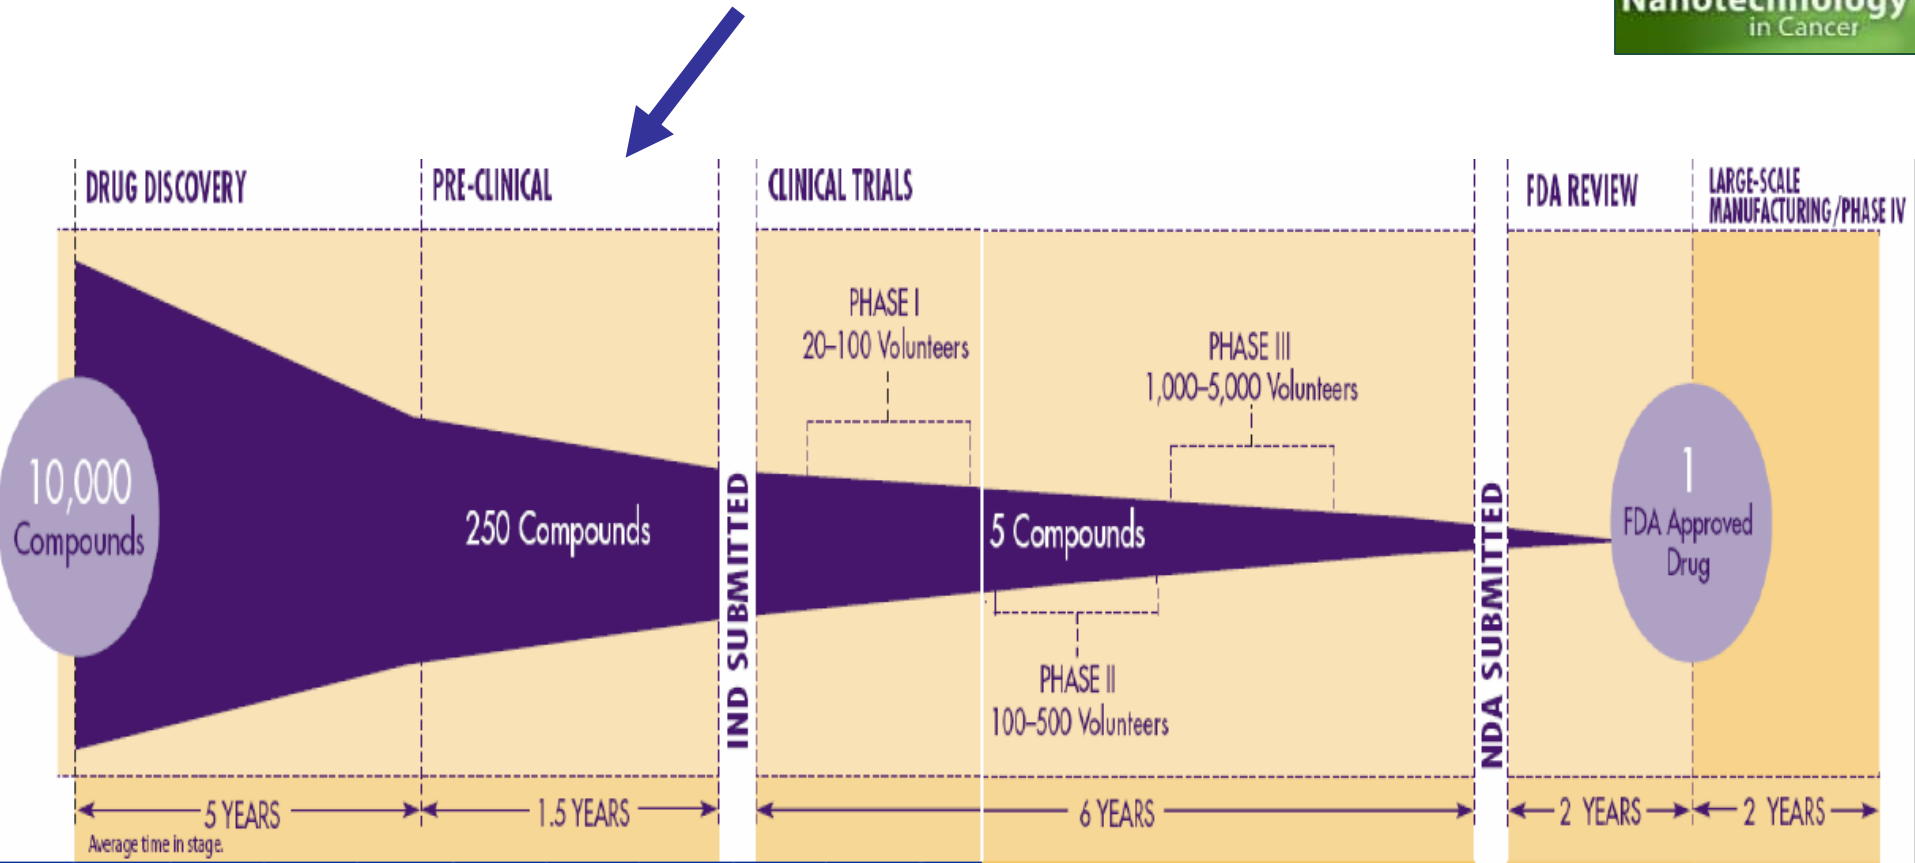 Nanotechnology
in Cancer
DRUG DISCOVERY
PRE-CLINICAL
CLINICAL TRIALS
FDA REVIEW
LARGE-SCALE
MANUFACTURING/PHASE IV
PHASE I
20–100 Volunteers
PHASE III
1,000–5,000 Volunteers
10,000
Compounds
250 Compounds
IND SUBMITTED
5 Compounds
NDA SUBMITTED
1
FDA Approved
Drug
PHASE II
100–500 Volunteers
5 YEARS
1.5 YEARS
6 YEARS
2 YEARS
2 YEARS
Average time in stage.